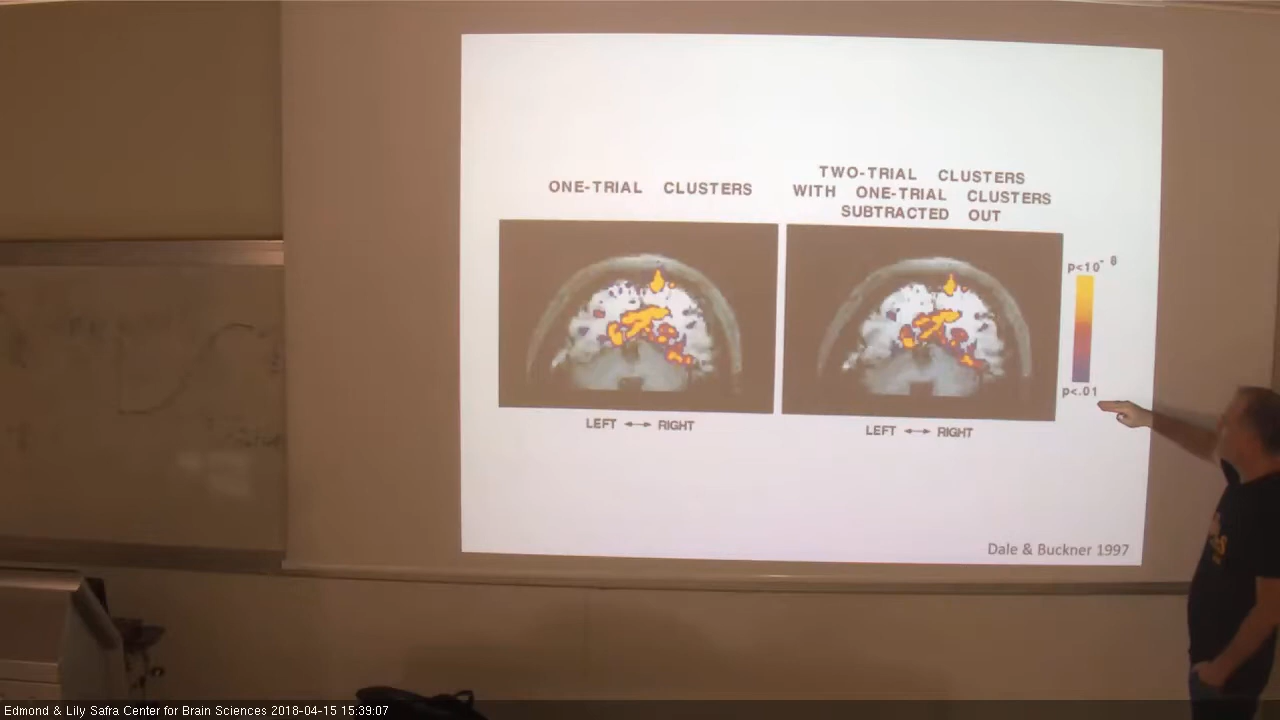 ONE-TRIAL CLUSTERS
TWO-TRIAL CLUSTERS
WITH ONE-TRIAL CLUSTERS
SUBTRACTED OUT
p<10⁻⁸
p<.01
LEFT ↔ RIGHT
LEFT ↔ RIGHT
Dale & Buckner 1997
Edmond & Lily Safra Center for Brain Sciences 2018-04-15 15:39:07